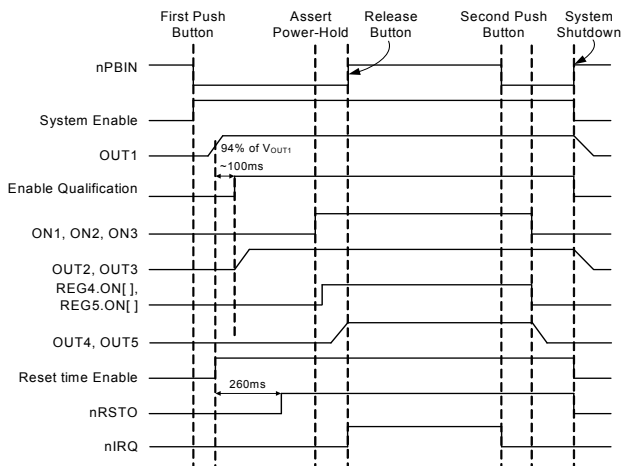 First Push
Button
Assert
Power-Hold
Release
Button
Second Push
Button
System
Shutdown
nPBIN
System Enable
OUT1
94% of VOUT1
~100ms
Enable Qualification
ON1, ON2, ON3
OUT2, OUT3
REG4.ON[ ],
REG5.ON[ ]
OUT4, OUT5
Reset time Enable
260ms
nRSTO
nIRQ